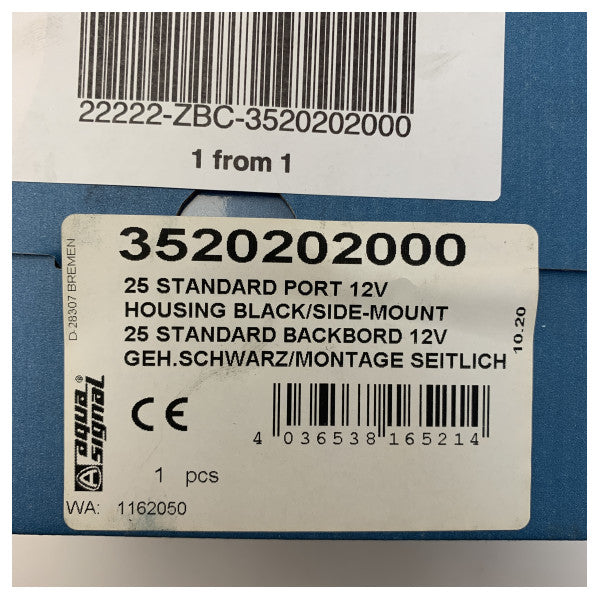 22222-ZBC-3520202000
1 from 1
3520202000
25 STANDARD PORT 12V
HOUSING BLACK/SIDE-MOUNT
25 STANDARD BACKBORD 12V
GEH.SCHWARZ/MONTAGE SEITLICH
10.20
D-28307 BREMEN
aqua signal®
CE
4 036538 165214
1 pcs
WA: 1162050